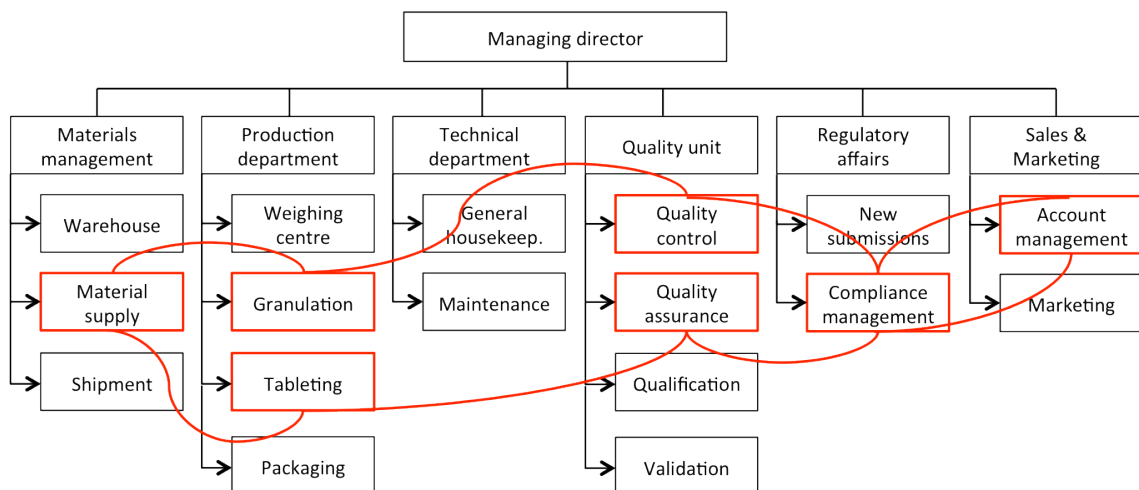 Managing director
Materials
management
Production
department
Technical
department
Quality unit
Regulatory
affairs
Sales &
Marketing
Warehouse
Material
supply
Shipment
Weighing
centre
Granulation
Tableting
Packaging
General
housekeep.
Maintenance
Quality
control
Quality
assurance
Qualification
Validation
New
submissions
Compliance
management
Account
management
Marketing